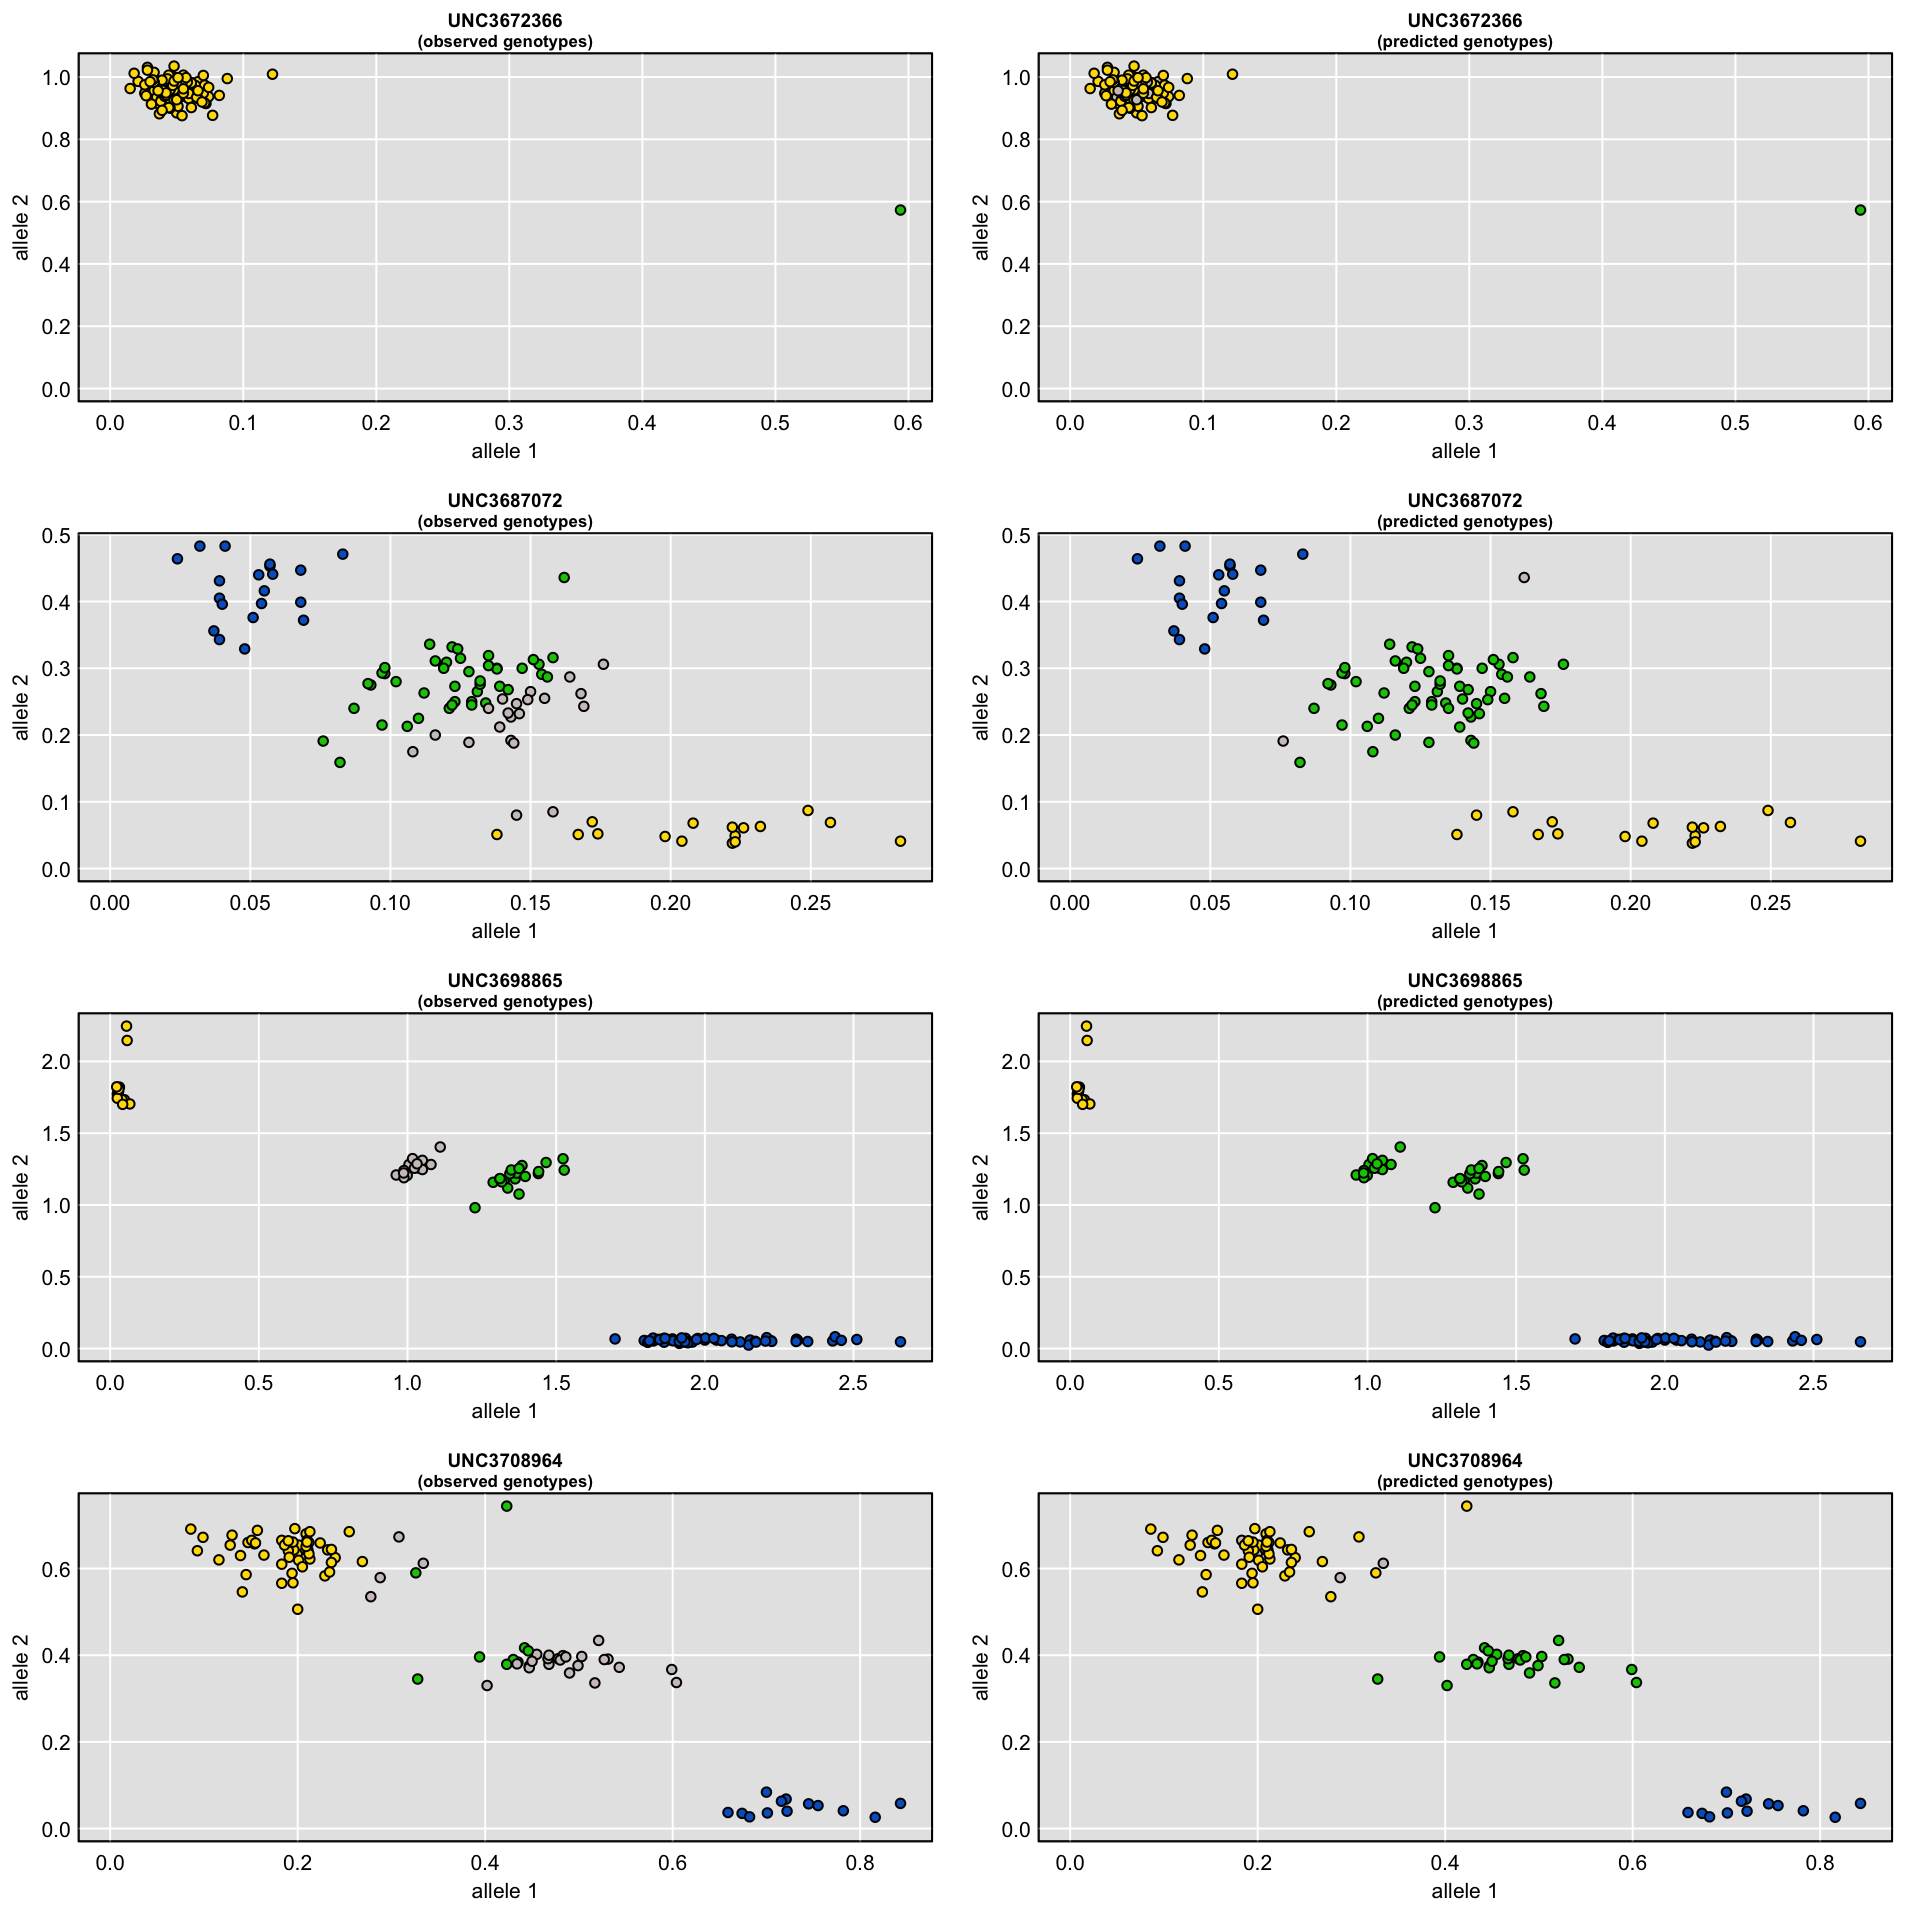 UNC3672366
(observed genotypes)
allele 2
1.0
0.8
0.6
0.4
0.2
0.0
0.0 0.1 0.2 0.3 0.4 0.5 0.6
allele 1
UNC3672366
(predicted genotypes)
allele 2
1.0
0.8
0.6
0.4
0.2
0.0
0.0 0.1 0.2 0.3 0.4 0.5 0.6
allele 1
UNC3687072
(observed genotypes)
allele 2
0.5
0.4
0.3
0.2
0.1
0.0
0.00 0.05 0.10 0.15 0.20 0.25
allele 1
UNC3687072
(predicted genotypes)
allele 2
0.5
0.4
0.3
0.2
0.1
0.0
0.00 0.05 0.10 0.15 0.20 0.25
allele 1
UNC3698865
(observed genotypes)
allele 2
2.0
1.5
1.0
0.5
0.0
0.0 0.5 1.0 1.5 2.0 2.5
allele 1
UNC3698865
(predicted genotypes)
allele 2
2.0
1.5
1.0
0.5
0.0
0.0 0.5 1.0 1.5 2.0 2.5
allele 1
UNC3708964
(observed genotypes)
allele 2
0.6
0.4
0.2
0.0
0.0 0.2 0.4 0.6 0.8
allele 1
UNC3708964
(predicted genotypes)
allele 2
0.6
0.4
0.2
0.0
0.0 0.2 0.4 0.6 0.8
allele 1